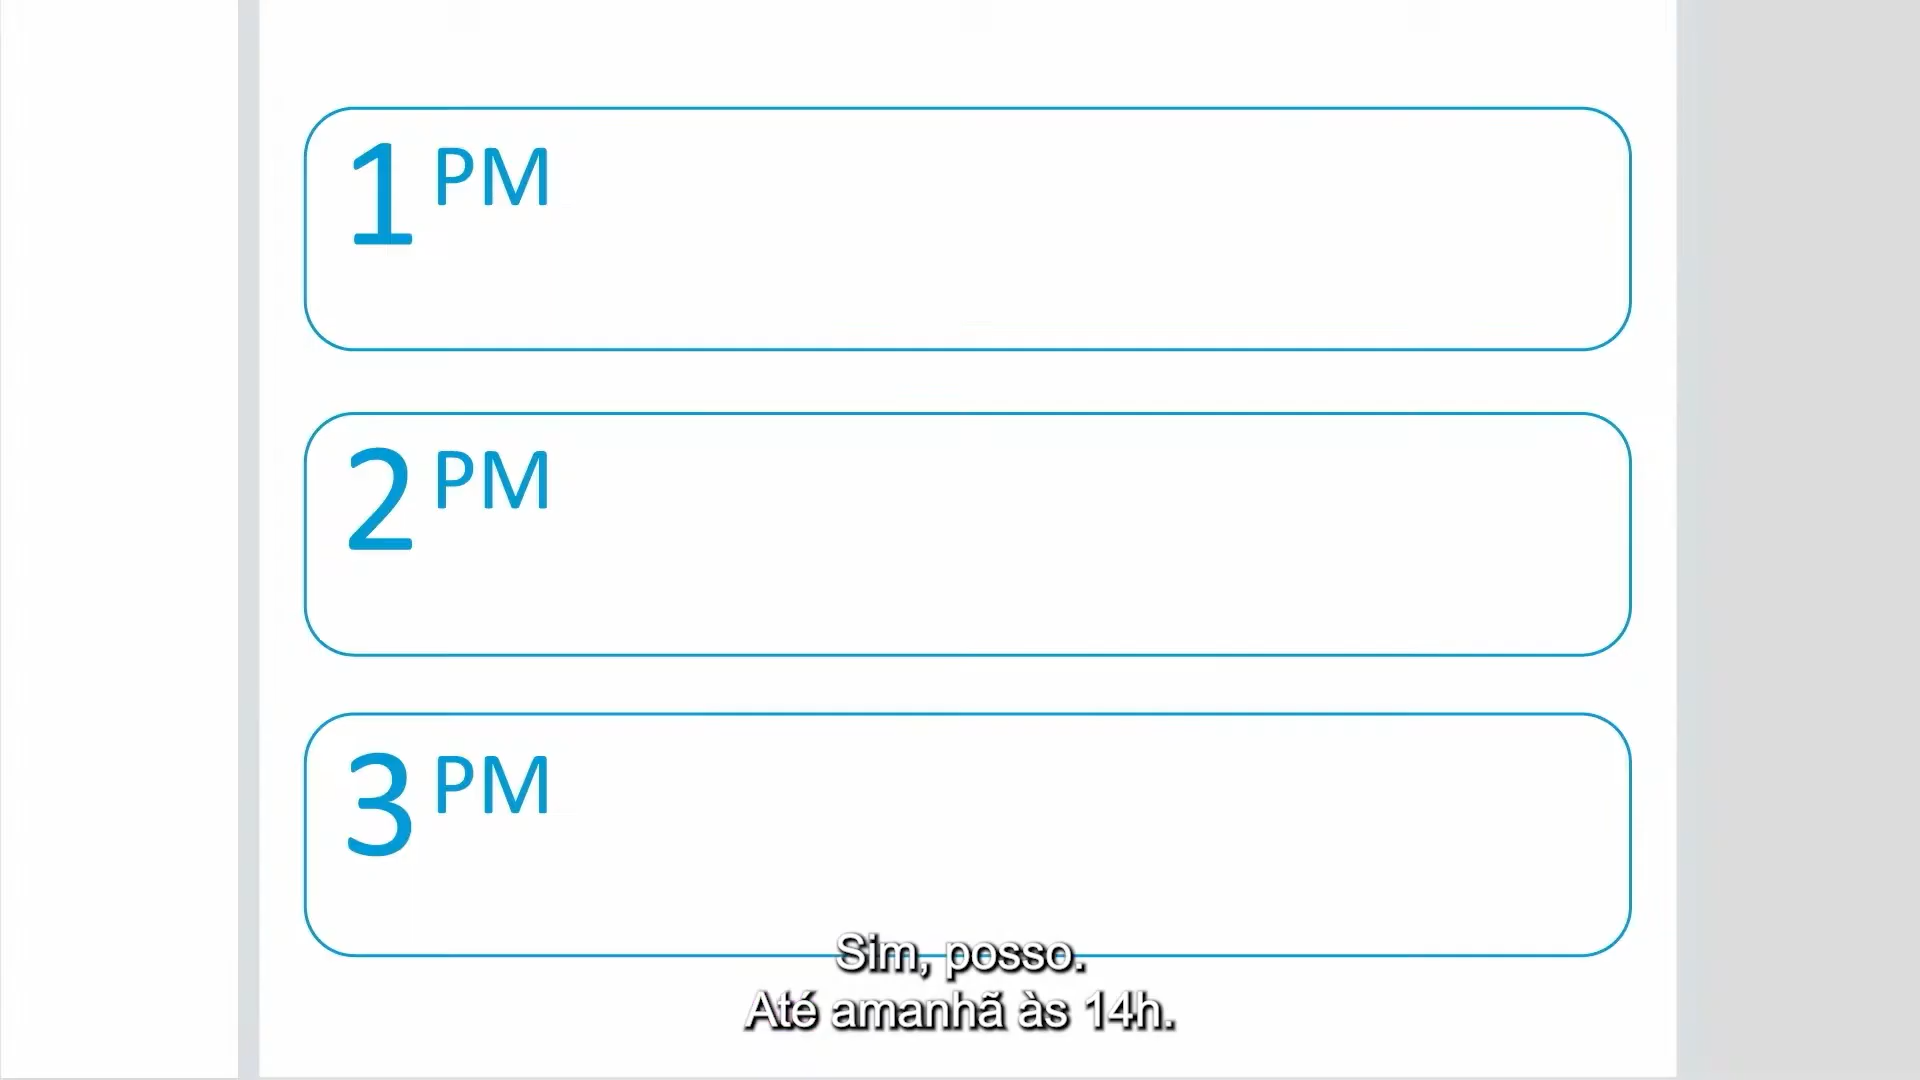 1 PM
2 PM
3 PM
Sim, posso.
Até amanhã às 14h.